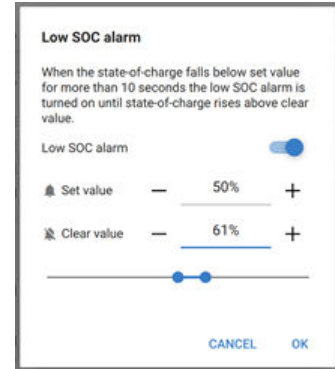 Low SOC alarm
When the state-of-charge falls below set value
for more than 10 seconds the low SOC alarm is
turned on until state-of-charge rises above clear
value.
Low SOC alarm
Set value — 50% +
Clear value — 61% +
CANCEL OK